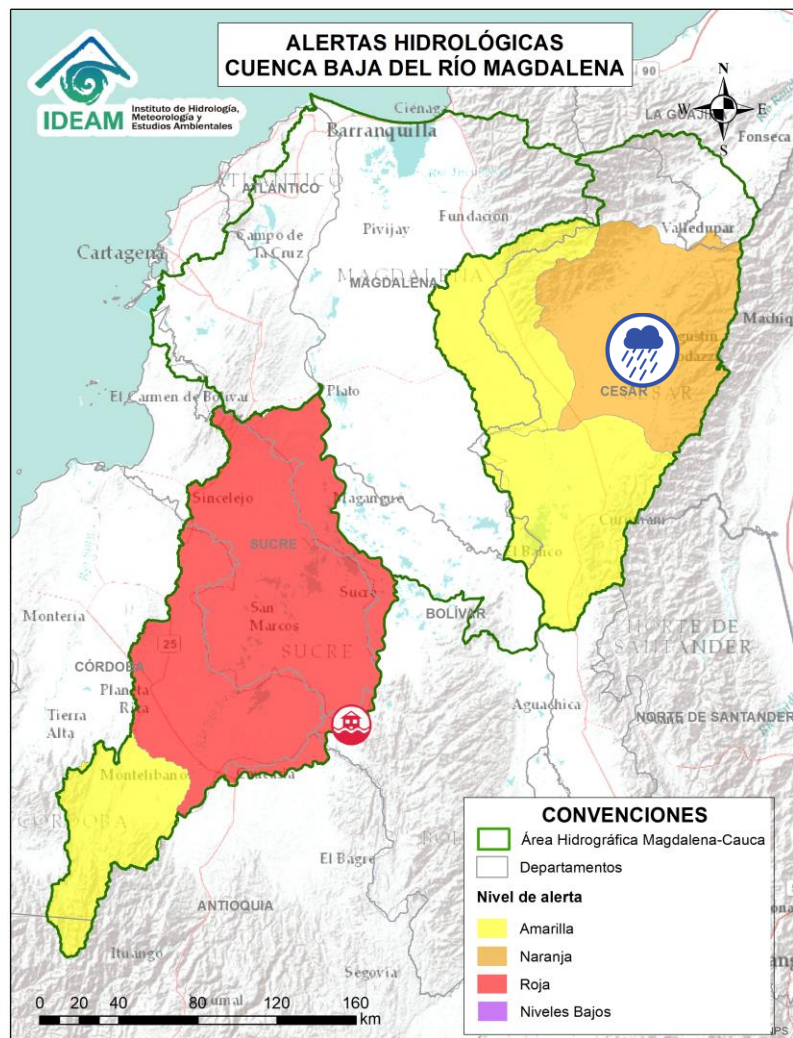 ALERTAS HIDROLÓGICAS
CUENCA BAJA DEL RÍO MAGDALENA
IDEAM
Instituto de Hidrología,
Meteorología y
Estudios Ambientales
N
W E
S
90
Ciénaga
LA GUAJIRA
Barranquilla
Fonseca
ATLÁNTICO
Fundación
Pivijay
Valledupar
Campo de
la Cruz
Cartagena
MAGDALENA
MAGDALENA
CESAR
El Carmen de Bolívar
Plato
Sincelejo
Magangue
SUCRE
El Banco
Sucre
San
Marcos
BOLÍVAR
Montería
SUCRE
NORTE DE
SANTANDER
25
CÓRDOBA
Planeta
Rica
Aguachica
NORTE DE SANTANDER
Tierra
Alta
Montelibano
El Bagre
ANTIOQUIA
Ituango
Segovia
0 10 20 40 80 120 160
km
CONVENCIONES
Área Hidrográfica Magdalena-Cauca
Departamentos
Nivel de alerta
Amarilla
Naranja
Roja
Niveles Bajos